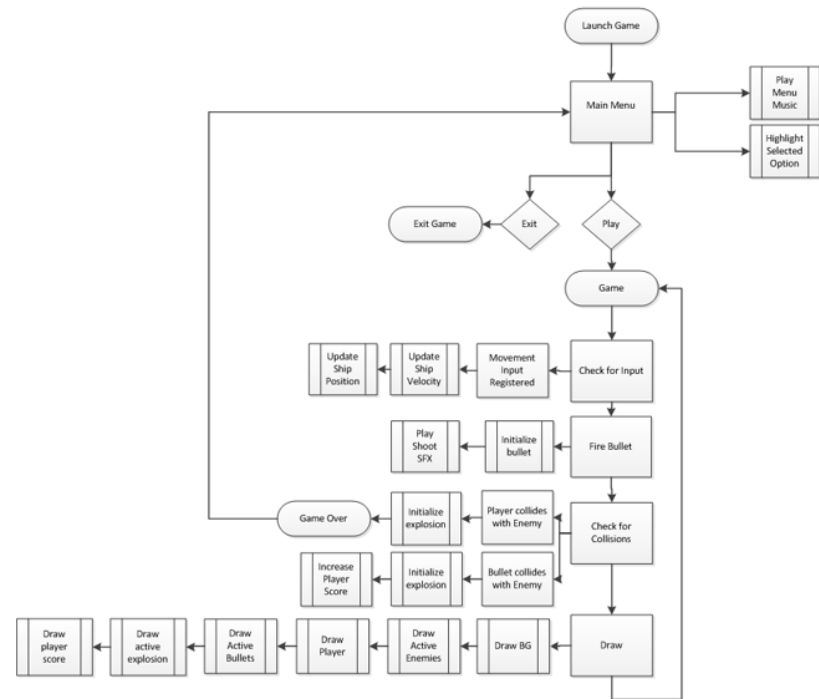 Launch Game
Main Menu
Play
Menu
Music
Highlight
Selected
Option
Exit Game
Exit
Play
Game
Update
Ship
Position
Update
Ship
Velocity
Movement
Input
Registered
Check for Input
Play
Shoot
SFX
Initialize
bullet
Fire Bullet
Game Over
Initialize
explosion
Player collides
with Enemy
Check for
Collisions
Increase
Player
Score
Initialize
explosion
Bullet collides
with Enemy
Draw
player
score
Draw
active
explosion
Draw
Active
Bullets
Draw
Player
Draw
Active
Enemies
Draw BG
Draw